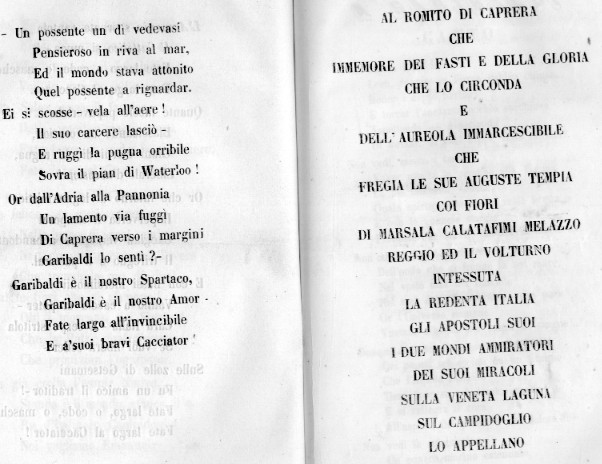 - Un possente un dì vedevasi
Pensieroso in riva al mar,
Ed il mondo stava attonito
Quel possente a riguardar.
Ei si scosse - vela all'aere !
Il suo carcere lasciò -
E ruggì la pugna orribile
Sovra il pian di Waterloo !
Or dall'Adria alla Pannonia
Un lamento via fuggì
Di Caprera verso i margini
Garibaldi lo sentì ?-
Garibaldi è il nostro Spartaco,
Garibaldi è il nostro Amor -
Fate largo all'invincibile
E a'suoi bravi Cacciator !
AL ROMITO DI CAPRERA
CHE
IMMEMORE DEI FASTI E DELLA GLORIA
CHE LO CIRCONDA
E
DELL'AUREOLA IMMARCESCIBILE
CHE
FREGIA LE SUE AUGUSTE TEMPIA
COI FIORI
DI MARSALA CALATAFIMI MELAZZO
REGGIO ED IL VOLTURNO
INTESSUTA
LA REDENTA ITALIA
GLI APOSTOLI SUOI
I DUE MONDI AMMIRATORI
DEI SUOI MIRACOLI
SULLA VENETA LAGUNA
SUL CAMPIDOGLIO
LO APPELLANO